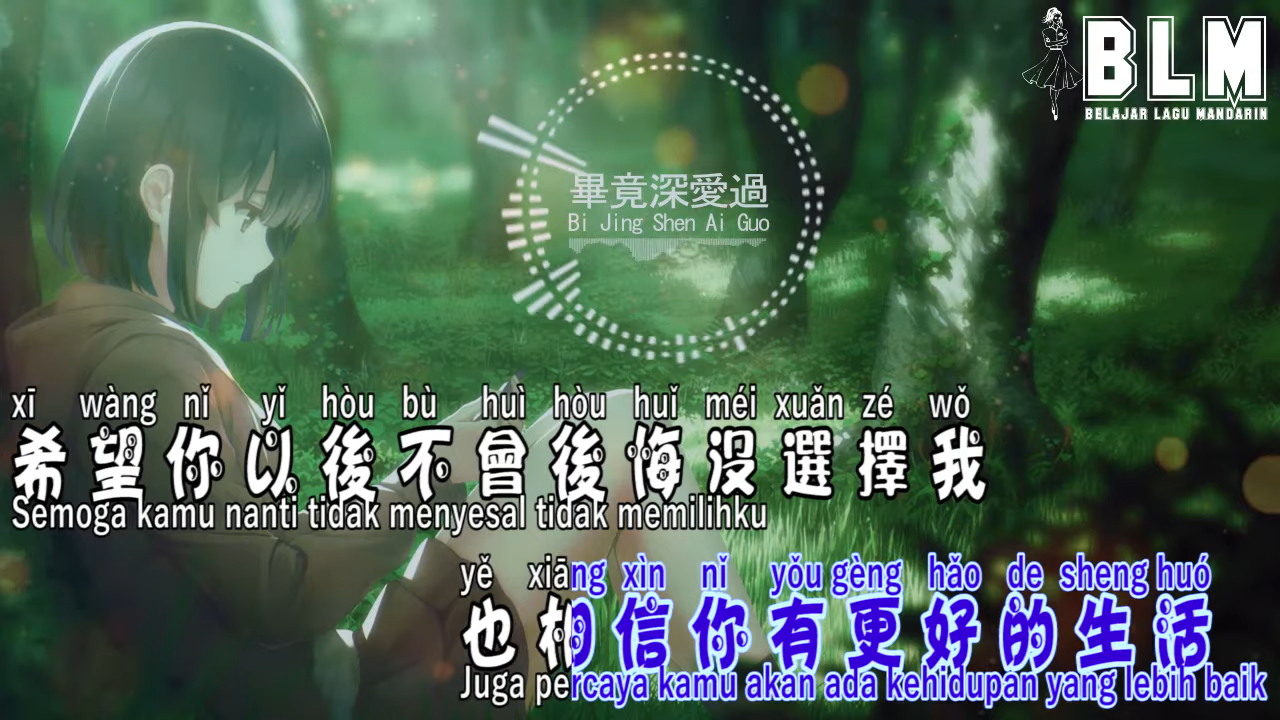 BLM
BELAJAR LAGU MANDARIN
畢竟深愛過
Bi Jing Shen Ai Guo
xī wàng nǐ yǐ hòu bù huì hòu huǐ méi xuǎn zé wǒ
希望你以後不曾後悔沒選擇我
Semoga kamu nanti tidak menyesal tidak memilihku
yě xiāng xìn nǐ yǒu gèng hǎo de sheng huó
也相信你有更好的生活
Juga percaya kamu akan ada kehidupan yang lebih baik